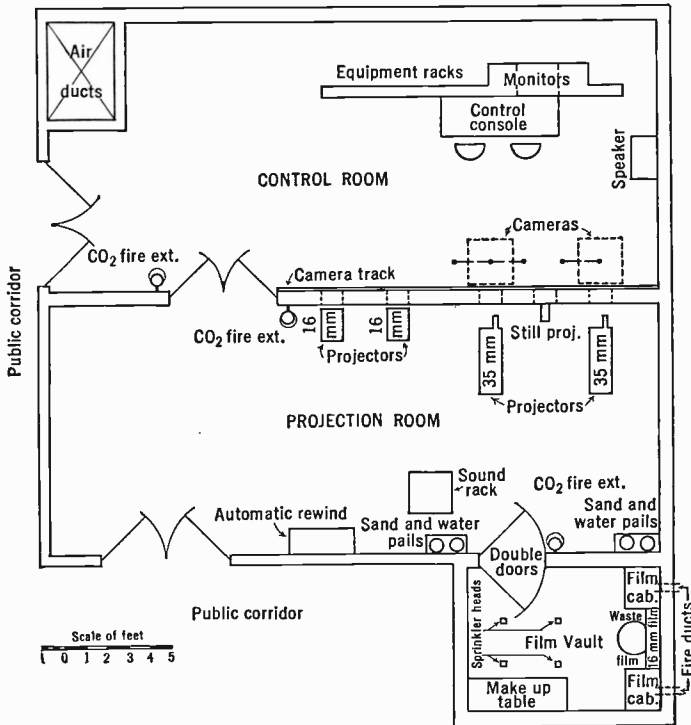 Air
ducts
Equipment racks
Monitors
Control
console
Speaker
CONTROL ROOM
Cameras
CO2 fire ext.
Camera track
Public corridor
CO2 fire ext.
16
mm
16
mm
Projectors
Still proj.
35 mm
35 mm
Projectors
PROJECTION ROOM
Sound
rack
CO2 fire ext.
Automatic rewind
Sand and water
pails
Sand and
water pails
Double
doors
Public corridor
Scale of feet
1 0 1 2 3 4 5
Sprinkler heads
Film Vault
Film
cab.
Waste
film
16 mm film
Film
cab.
Fire ducts
Make up
table